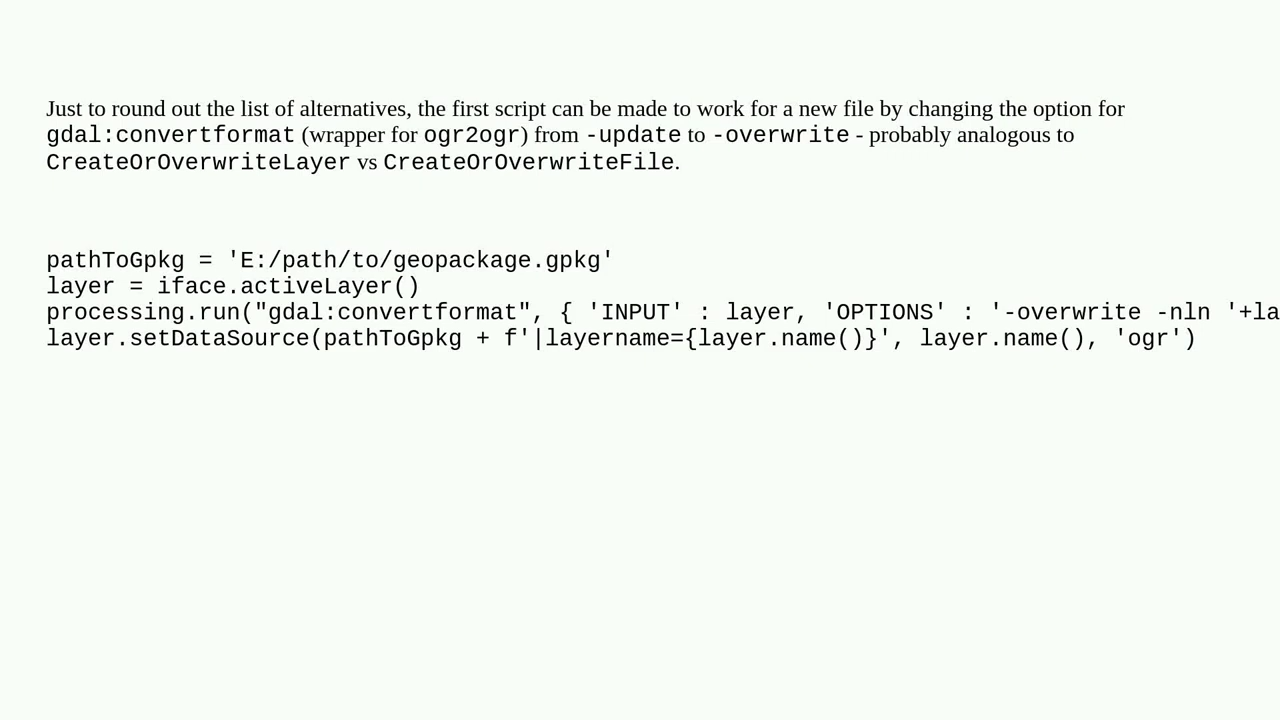 Just to round out the list of alternatives, the first script can be made to work for a new file by changing the option for
gdal:convertformat (wrapper for ogr2ogr) from -update to -overwrite - probably analogous to
CreateOrOverwriteLayer vs CreateOrOverwriteFile.
pathToGpkg = 'E:/path/to/geopackage.gpkg'
layer = iface.activeLayer()
processing.run("gdal:convertformat", { 'INPUT' : layer, 'OPTIONS' : '-overwrite -nln '+la
layer.setDataSource(pathToGpkg + f'|layername={layer.name()}', layer.name(), 'ogr')